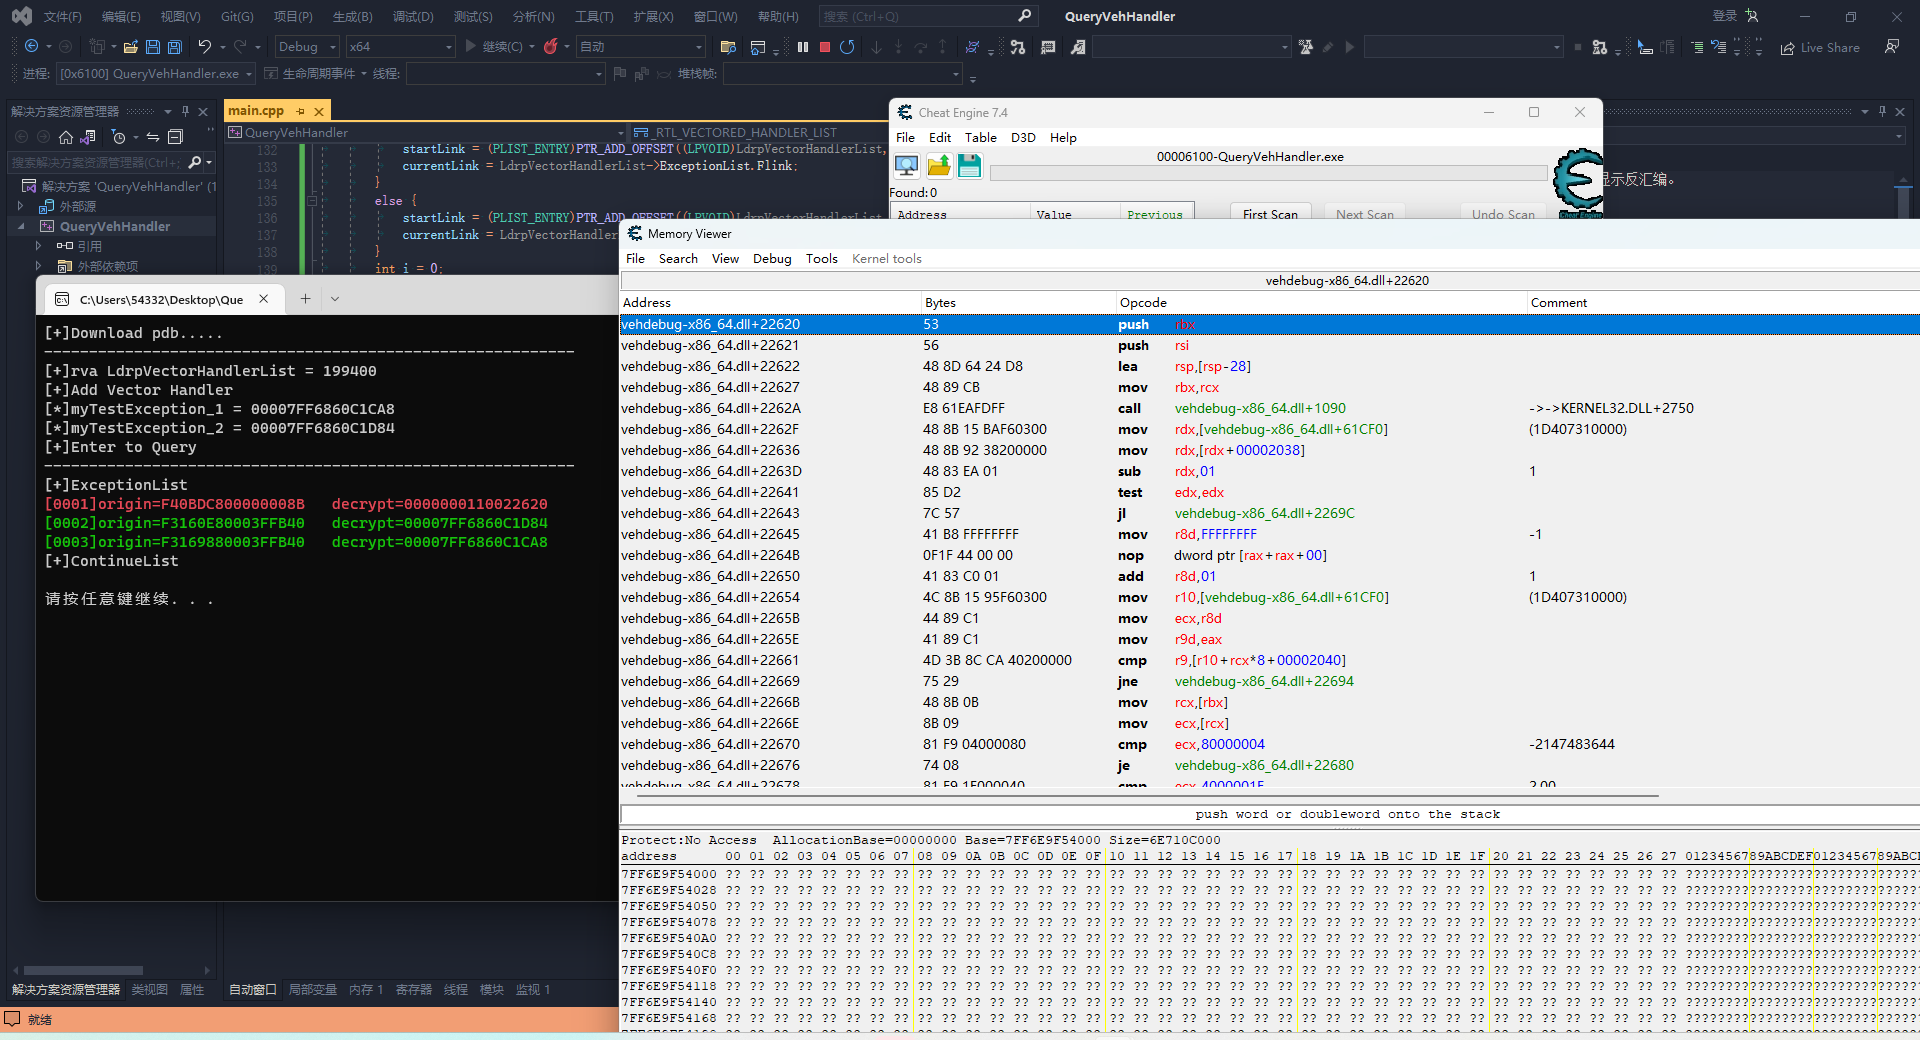 文件(F) 编辑(E) 视图(V) Git(G) 项目(P) 生成(B) 调试(D) 测试(S) 分析(N) 工具(T) 扩展(X) 窗口(W) 帮助(H) 搜索 (Ctrl+Q) QueryVehHandler 登录
Debug x64 继续(C) 自动 Live Share
进程: [0x6100] QueryVehHandler.exe 生命周期事件 线程: 堆栈帧:
解决方案资源管理器
搜索解决方案资源管理器(Ctrl+;
解决方案 'QueryVehHandler' (1
外部源
QueryVehHandler
引用
外部依赖项
main.cpp
QueryVehHandler _RTL_VECTORED_HANDLER_LIST
132 startLink = (PLIST_ENTRY)PTR_ADD_OFFSET((LPVOID)LdrpVectorHandlerList,
133 currentLink = LdrpVectorHandlerList->ExceptionList.Flink;
134 }
135 else {
136 startLink = (PLIST_ENTRY)PTR_ADD_OFFSET((LPVOID)LdrpVectorHandlerList
137 currentLink = LdrpVectorHandler
138 }
139 int i = 0;
显示反汇编。
Cheat Engine 7.4
File Edit Table D3D Help
00006100-QueryVehHandler.exe
Found: 0
Address Value Previous First Scan Next Scan Undo Scan
Cheat Engine
C:\Users\54332\Desktop\Que
[+]Download pdb.....
-----------------------------------------------------------
[+]rva LdrpVectorHandlerList = 199400
[+]Add Vector Handler
[*]myTestException_1 = 00007FF6860C1CA8
[*]myTestException_2 = 00007FF6860C1D84
[+]Enter to Query
-----------------------------------------------------------
[+]ExceptionList
[0001]origin=F40BDC800000008B decrypt=0000000110022620
[0002]origin=F3160E80003FFB40 decrypt=00007FF6860C1D84
[0003]origin=F3169880003FFB40 decrypt=00007FF6860C1CA8
[+]ContinueList
请按任意键继续. . .
Memory Viewer
File Search View Debug Tools Kernel tools
vehdebug-x86_64.dll+22620
Address Bytes Opcode Comment
vehdebug-x86_64.dll+22620 53 push rbx
vehdebug-x86_64.dll+22621 56 push rsi
vehdebug-x86_64.dll+22622 48 8D 64 24 D8 lea rsp,[rsp-28]
vehdebug-x86_64.dll+22627 48 89 CB mov rbx,rcx
vehdebug-x86_64.dll+2262A E8 61EAFDFF call vehdebug-x86_64.dll+1090 ->->KERNEL32.DLL+2750
vehdebug-x86_64.dll+2262F 48 8B 15 BAF60300 mov rdx,[vehdebug-x86_64.dll+61CF0] (1D407310000)
vehdebug-x86_64.dll+22636 48 8B 92 38200000 mov rdx,[rdx+00002038]
vehdebug-x86_64.dll+2263D 48 83 EA 01 sub rdx,01 1
vehdebug-x86_64.dll+22641 85 D2 test edx,edx
vehdebug-x86_64.dll+22643 7C 57 jl vehdebug-x86_64.dll+2269C
vehdebug-x86_64.dll+22645 41 B8 FFFFFFFF mov r8d,FFFFFFFF -1
vehdebug-x86_64.dll+2264B 0F1F 44 00 00 nop dword ptr [rax+rax+00]
vehdebug-x86_64.dll+22650 41 83 C0 01 add r8d,01 1
vehdebug-x86_64.dll+22654 4C 8B 15 95F60300 mov r10,[vehdebug-x86_64.dll+61CF0] (1D407310000)
vehdebug-x86_64.dll+2265B 44 89 C1 mov ecx,r8d
vehdebug-x86_64.dll+2265E 41 89 C1 mov r9d,eax
vehdebug-x86_64.dll+22661 4D 3B 8C CA 40200000 cmp r9,[r10+rcx*8+00002040]
vehdebug-x86_64.dll+22669 75 29 jne vehdebug-x86_64.dll+22694
vehdebug-x86_64.dll+2266B 48 8B 0B mov rcx,[rbx]
vehdebug-x86_64.dll+2266E 8B 09 mov ecx,[rcx]
vehdebug-x86_64.dll+22670 81 F9 04000080 cmp ecx,80000004 -2147483644
vehdebug-x86_64.dll+22676 74 08 je vehdebug-x86_64.dll+22680
vehdebug-x86_64.dll+22678 81 F9 1F000040 cmp ecx,4000001F 2.00
push word or doubleword onto the stack
Protect:No Access AllocationBase=00000000 Base=7FF6E9F54000 Size=6E710C000
address 00 01 02 03 04 05 06 07 08 09 0A 0B 0C 0D 0E 0F 10 11 12 13 14 15 16 17 18 19 1A 1B 1C 1D 1E 1F 20 21 22 23 24 25 26 27 0123456789ABCDEF0123456789ABCD
7FF6E9F54000 ?? ?? ?? ?? ?? ?? ?? ?? ?? ?? ?? ?? ?? ?? ?? ?? ?? ?? ?? ?? ?? ?? ?? ?? ?? ?? ?? ?? ?? ?? ?? ?? ?? ?? ?? ?? ?? ?? ?? ??
7FF6E9F54028 ?? ?? ?? ?? ?? ?? ?? ?? ?? ?? ?? ?? ?? ?? ?? ?? ?? ?? ?? ?? ?? ?? ?? ?? ?? ?? ?? ?? ?? ?? ?? ?? ?? ?? ?? ?? ?? ?? ?? ??
7FF6E9F54050 ?? ?? ?? ?? ?? ?? ?? ?? ?? ?? ?? ?? ?? ?? ?? ?? ?? ?? ?? ?? ?? ?? ?? ?? ?? ?? ?? ?? ?? ?? ?? ?? ?? ?? ?? ?? ?? ?? ?? ??
7FF6E9F54078 ?? ?? ?? ?? ?? ?? ?? ?? ?? ?? ?? ?? ?? ?? ?? ?? ?? ?? ?? ?? ?? ?? ?? ?? ?? ?? ?? ?? ?? ?? ?? ?? ?? ?? ?? ?? ?? ?? ?? ??
7FF6E9F540A0 ?? ?? ?? ?? ?? ?? ?? ?? ?? ?? ?? ?? ?? ?? ?? ?? ?? ?? ?? ?? ?? ?? ?? ?? ?? ?? ?? ?? ?? ?? ?? ?? ?? ?? ?? ?? ?? ?? ?? ??
7FF6E9F540C8 ?? ?? ?? ?? ?? ?? ?? ?? ?? ?? ?? ?? ?? ?? ?? ?? ?? ?? ?? ?? ?? ?? ?? ?? ?? ?? ?? ?? ?? ?? ?? ?? ?? ?? ?? ?? ?? ?? ?? ??
7FF6E9F540F0 ?? ?? ?? ?? ?? ?? ?? ?? ?? ?? ?? ?? ?? ?? ?? ?? ?? ?? ?? ?? ?? ?? ?? ?? ?? ?? ?? ?? ?? ?? ?? ?? ?? ?? ?? ?? ?? ?? ?? ??
7FF6E9F54118 ?? ?? ?? ?? ?? ?? ?? ?? ?? ?? ?? ?? ?? ?? ?? ?? ?? ?? ?? ?? ?? ?? ?? ?? ?? ?? ?? ?? ?? ?? ?? ?? ?? ?? ?? ?? ?? ?? ?? ??
7FF6E9F54140 ?? ?? ?? ?? ?? ?? ?? ?? ?? ?? ?? ?? ?? ?? ?? ?? ?? ?? ?? ?? ?? ?? ?? ?? ?? ?? ?? ?? ?? ?? ?? ?? ?? ?? ?? ?? ?? ?? ?? ??
7FF6E9F54168 ?? ?? ?? ?? ?? ?? ?? ?? ?? ?? ?? ?? ?? ?? ?? ?? ?? ?? ?? ?? ?? ?? ?? ?? ?? ?? ?? ?? ?? ?? ?? ?? ?? ?? ?? ?? ?? ?? ?? ??
解决方案资源管理器 类视图 属性 自动窗口 局部变量 内存 1 寄存器 线程 模块 监视 1
就绪